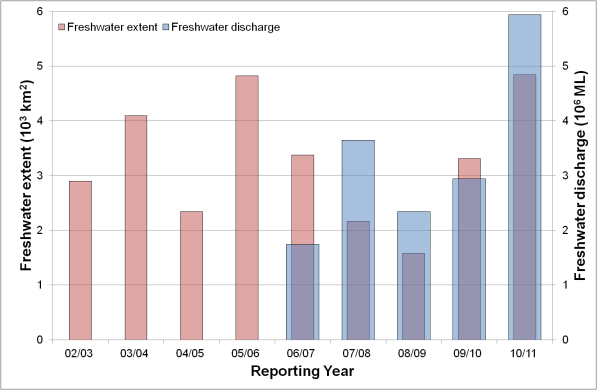 Freshwater extent Freshwater discharge
Freshwater extent (10³ km²)
6
5
4
3
2
1
0
6
5
4
3
2
1
0
Freshwater discharge (10⁶ ML)
02/03 03/04 04/05 05/06 06/07 07/08 08/09 09/10 10/11
Reporting Year